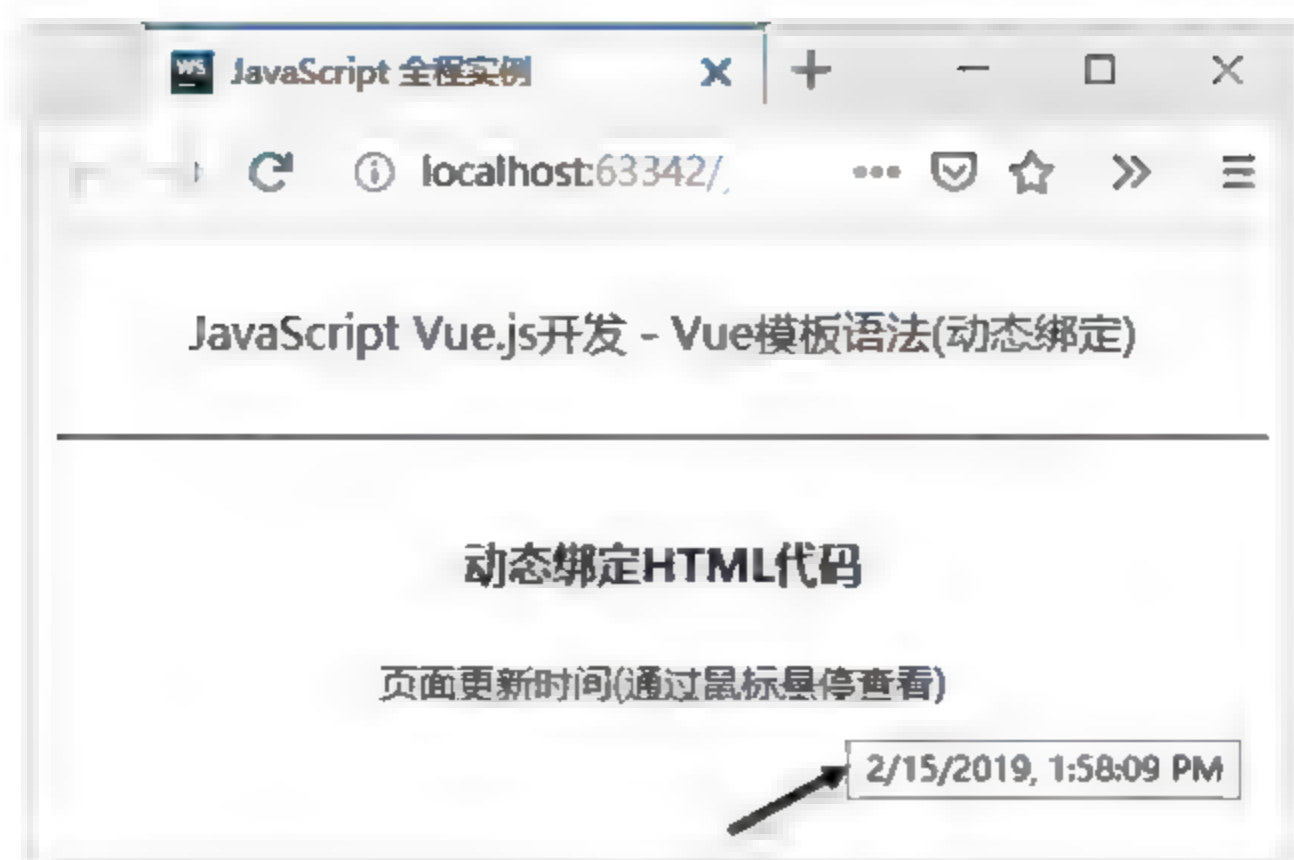 WS JavaScript 全程实例
localhost:63342/
JavaScript Vue.js开发 - Vue模板语法(动态绑定)
动态绑定HTML代码
页面更新时间(通过鼠标悬停查看)
2/15/2019, 1:58:09 PM